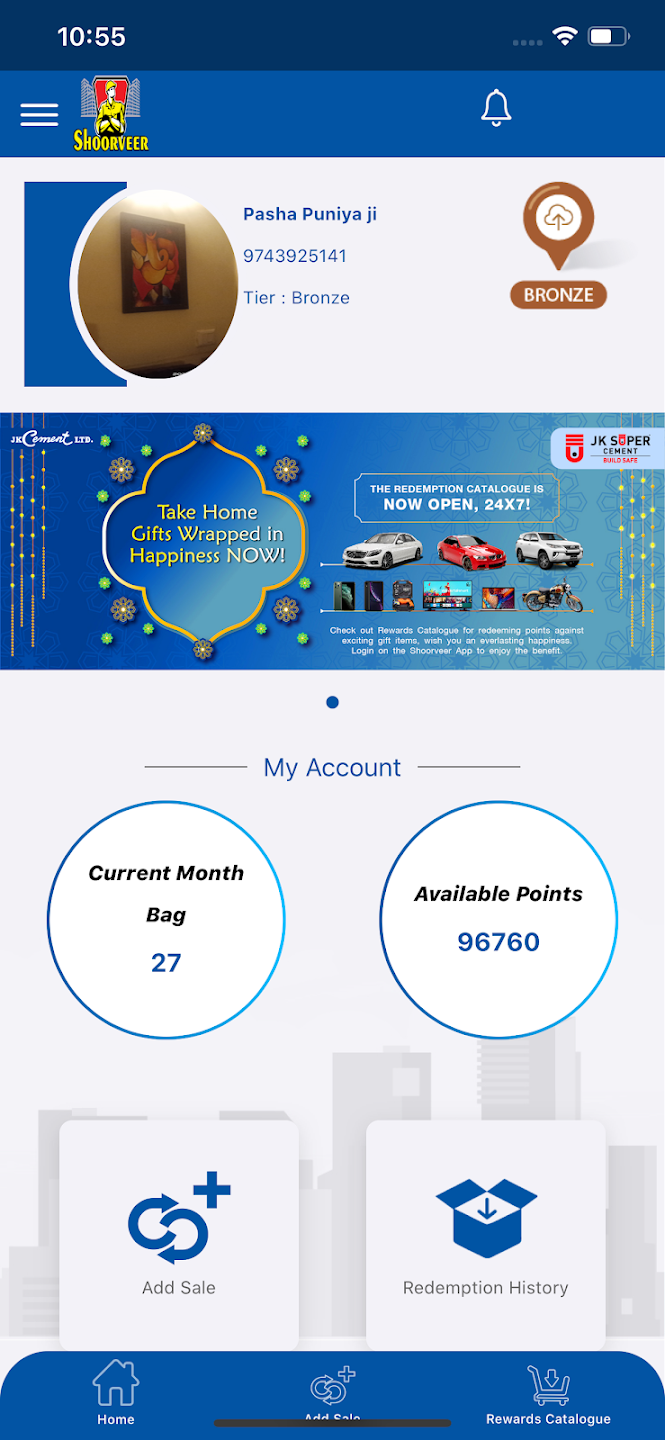 10:55
SHOORVEER
Pasha Puniya ji
9743925141
Tier : Bronze
BRONZE
JK Cement LTD.
JK SUPER
CEMENT
BUILD SAFE
Take Home
Gifts Wrapped in
Happiness NOW!
THE REDEMPTION CATALOGUE IS
NOW OPEN, 24X7!
Check out Rewards Catalogue for redeeming points against
exciting gift items, wish you an everlasting happiness.
Login on the Shoorveer App to enjoy the benefit
My Account
Current Month
Bag
27
Available Points
96760
Add Sale
Redemption History
Home
Add Sale
Rewards Catalogue